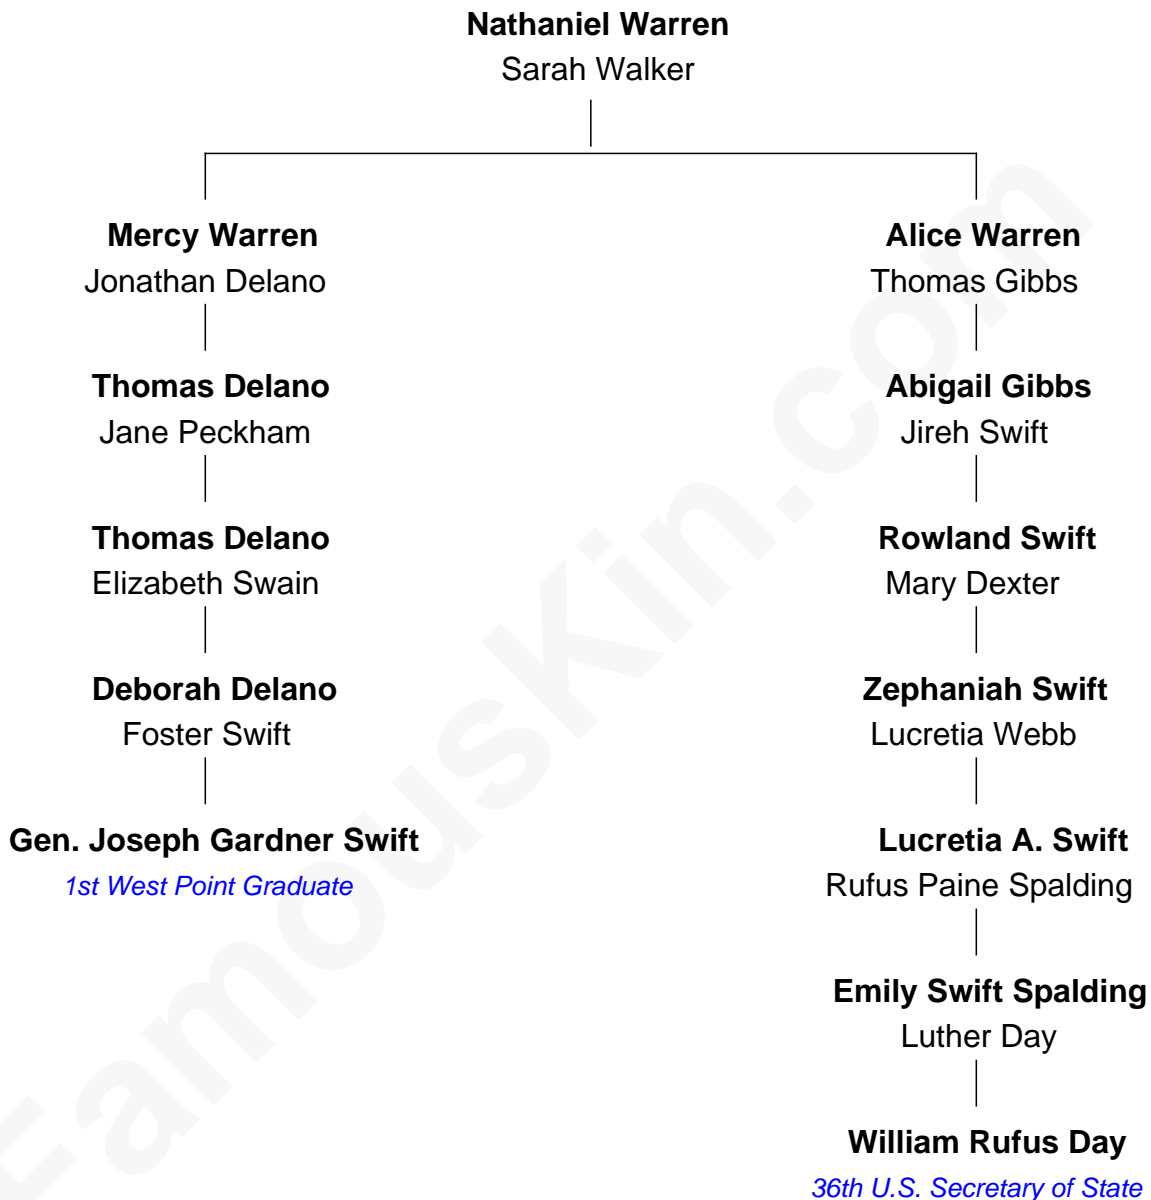 Nathaniel Warren
Sarah Walker
Mercy Warren
Jonathan Delano
Alice Warren
Thomas Gibbs
Thomas Delano
Jane Peckham
Abigail Gibbs
Jireh Swift
Thomas Delano
Elizabeth Swain
Rowland Swift
Mary Dexter
Deborah Delano
Foster Swift
Zephaniah Swift
Lucretia Webb
Gen. Joseph Gardner Swift
1st West Point Graduate
Lucretia A. Swift
Rufus Paine Spalding
Emily Swift Spalding
Luther Day
William Rufus Day
36th U.S. Secretary of State
FamousKin.com